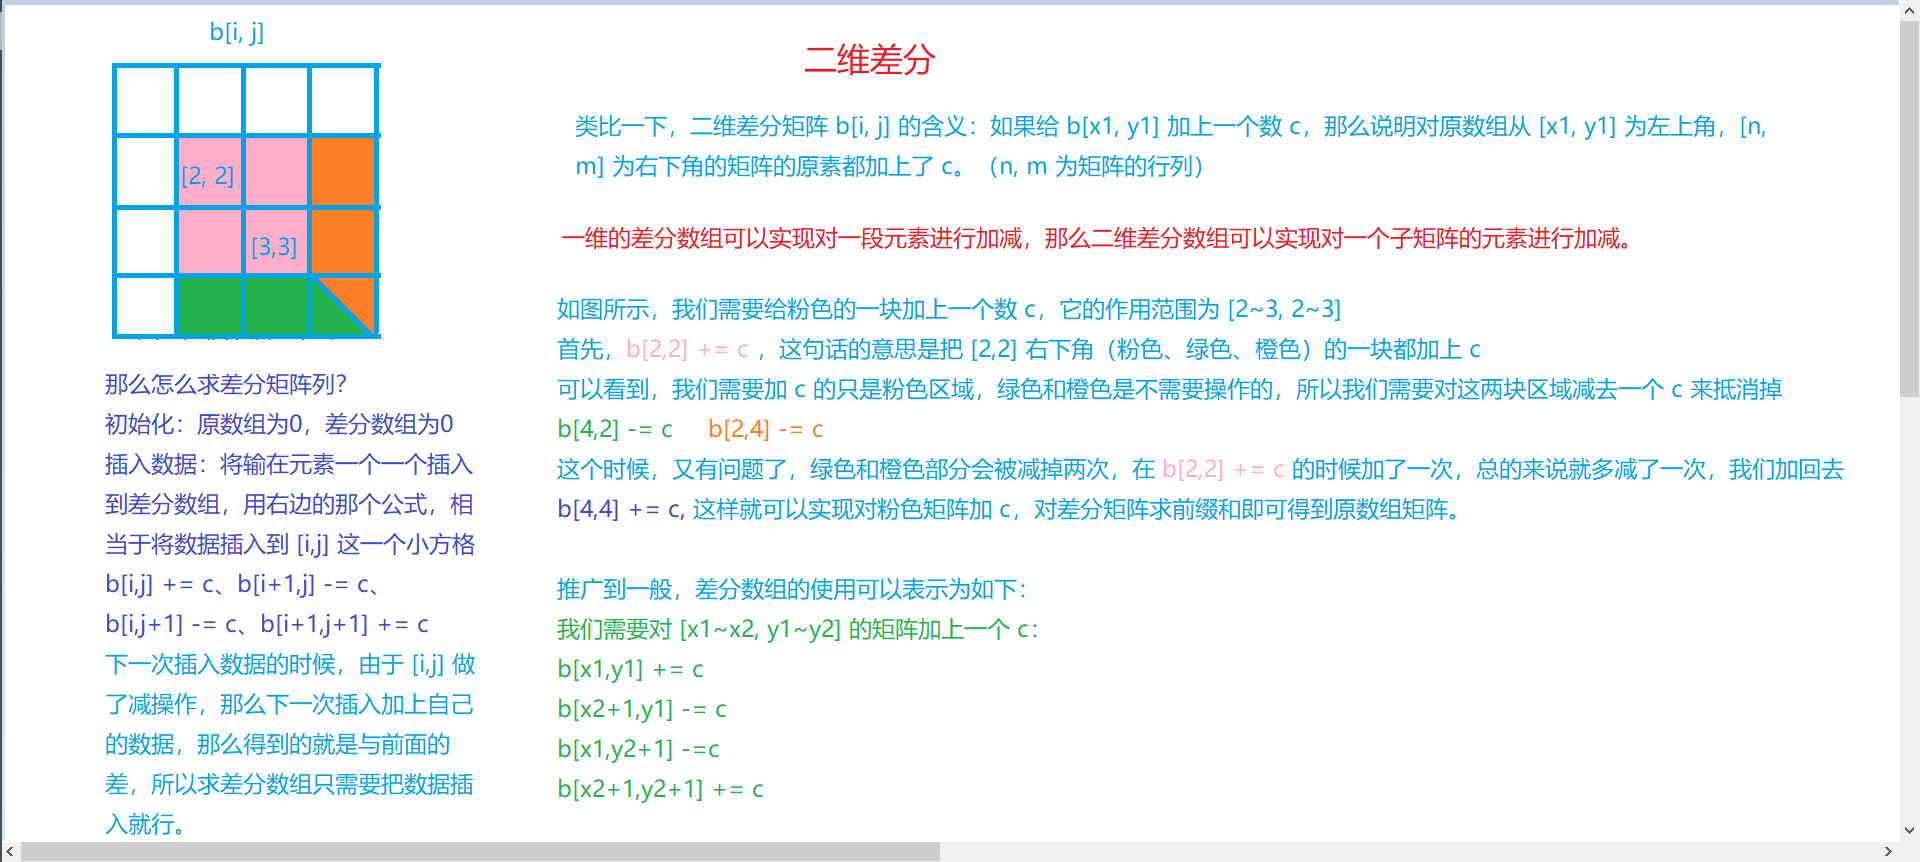 b[i, j]
[2, 2]
[3,3]
那么怎么求差分矩阵列？
初始化：原数组为0，差分数组为0
插入数据：将输在元素一个一个插入
到差分数组，用右边的那个公式，相
当于将数据插入到 [i,j] 这一个小方格
b[i,j] += c、b[i+1,j] -= c、
b[i,j+1] -= c、b[i+1,j+1] += c
下一次插入数据的时候，由于 [i,j] 做
了减操作，那么下一次插入加上自己
的数据，那么得到的就是与前面的
差，所以求差分数组只需要把数据插
入就行。
二维差分
类比一下，二维差分矩阵 b[i, j] 的含义：如果给 b[x1, y1] 加上一个数 c，那么说明对原数组从 [x1, y1] 为左上角，[n,
m] 为右下角的矩阵的原素都加上了 c。（n, m 为矩阵的行列）
一维的差分数组可以实现对一段元素进行加减，那么二维差分数组可以实现对一个子矩阵的元素进行加减。
如图所示，我们需要给粉色的一块加上一个数 c，它的作用范围为 [2~3, 2~3]
首先，b[2,2] += c ，这句话的意思是把 [2,2] 右下角（粉色、绿色、橙色）的一块都加上 c
可以看到，我们需要加 c 的只是粉色区域，绿色和橙色是不需要操作的，所以我们需要对这两块区域减去一个 c 来抵消掉
b[4,2] -= c b[2,4] -= c
这个时候，又有问题了，绿色和橙色部分会被减掉两次，在 b[2,2] += c 的时候加了一次，总的来说就多减了一次，我们加回去
b[4,4] += c, 这样就可以实现对粉色矩阵加 c，对差分矩阵求前缀和即可得到原数组矩阵。
推广到一般，差分数组的使用可以表示为如下：
我们需要对 [x1~x2, y1~y2] 的矩阵加上一个 c：
b[x1,y1] += c
b[x2+1,y1] -= c
b[x1,y2+1] -=c
b[x2+1,y2+1] += c